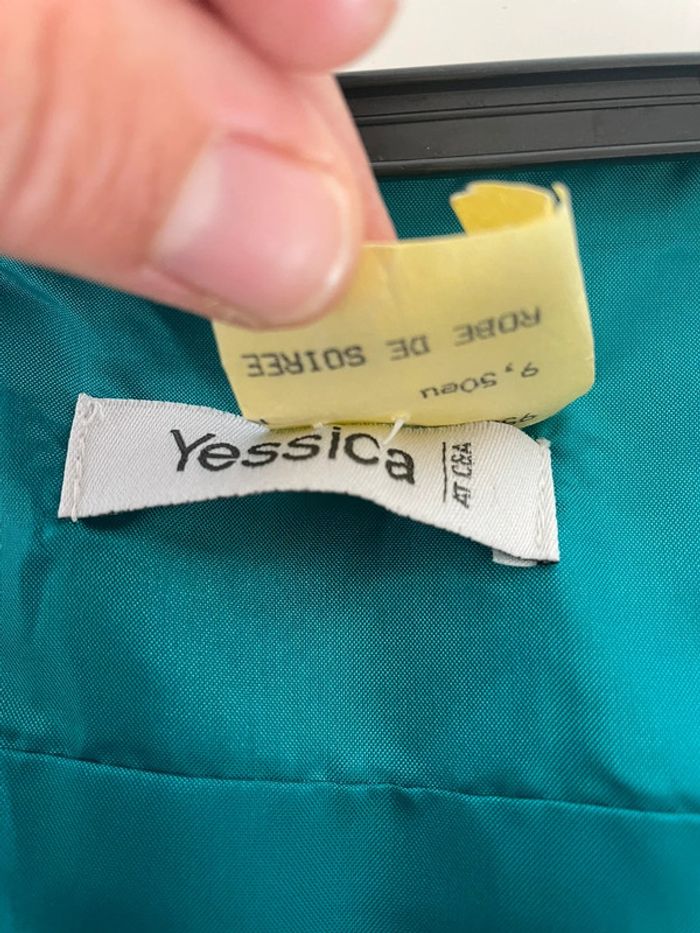 ROBE DE SOIREE
9,50eu
Yessica
AT C&A